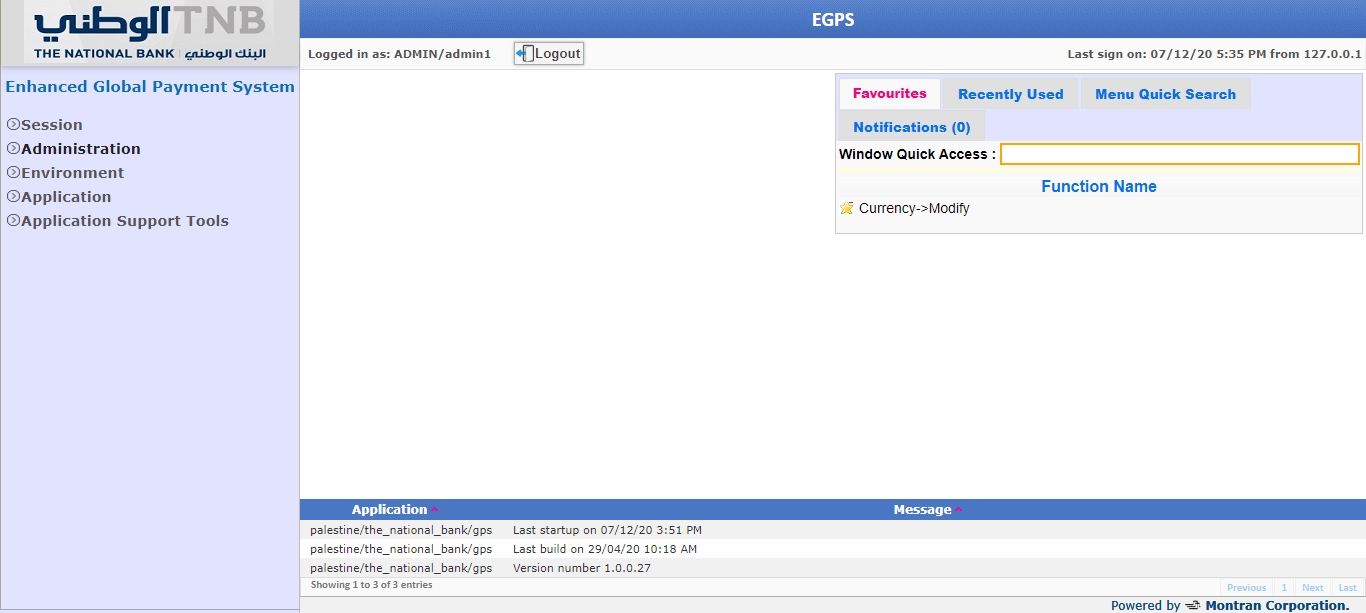 الوطني TNB
THE NATIONAL BANK | البنك الوطني
EGPS
Logged in as: ADMIN/admin1
Logout
Last sign on: 07/12/20 5:35 PM from 127.0.0.1
Enhanced Global Payment System
Session
Administration
Environment
Application
Application Support Tools
Favourites Recently Used Menu Quick Search
Notifications (0)
Window Quick Access :
Function Name
Currency->Modify
Application Message
palestine/the_national_bank/gps Last startup on 07/12/20 3:51 PM
palestine/the_national_bank/gps Last build on 29/04/20 10:18 AM
palestine/the_national_bank/gps Version number 1.0.0.27
Showing 1 to 3 of 3 entries
Previous 1 Next Last
Powered by Montran Corporation.